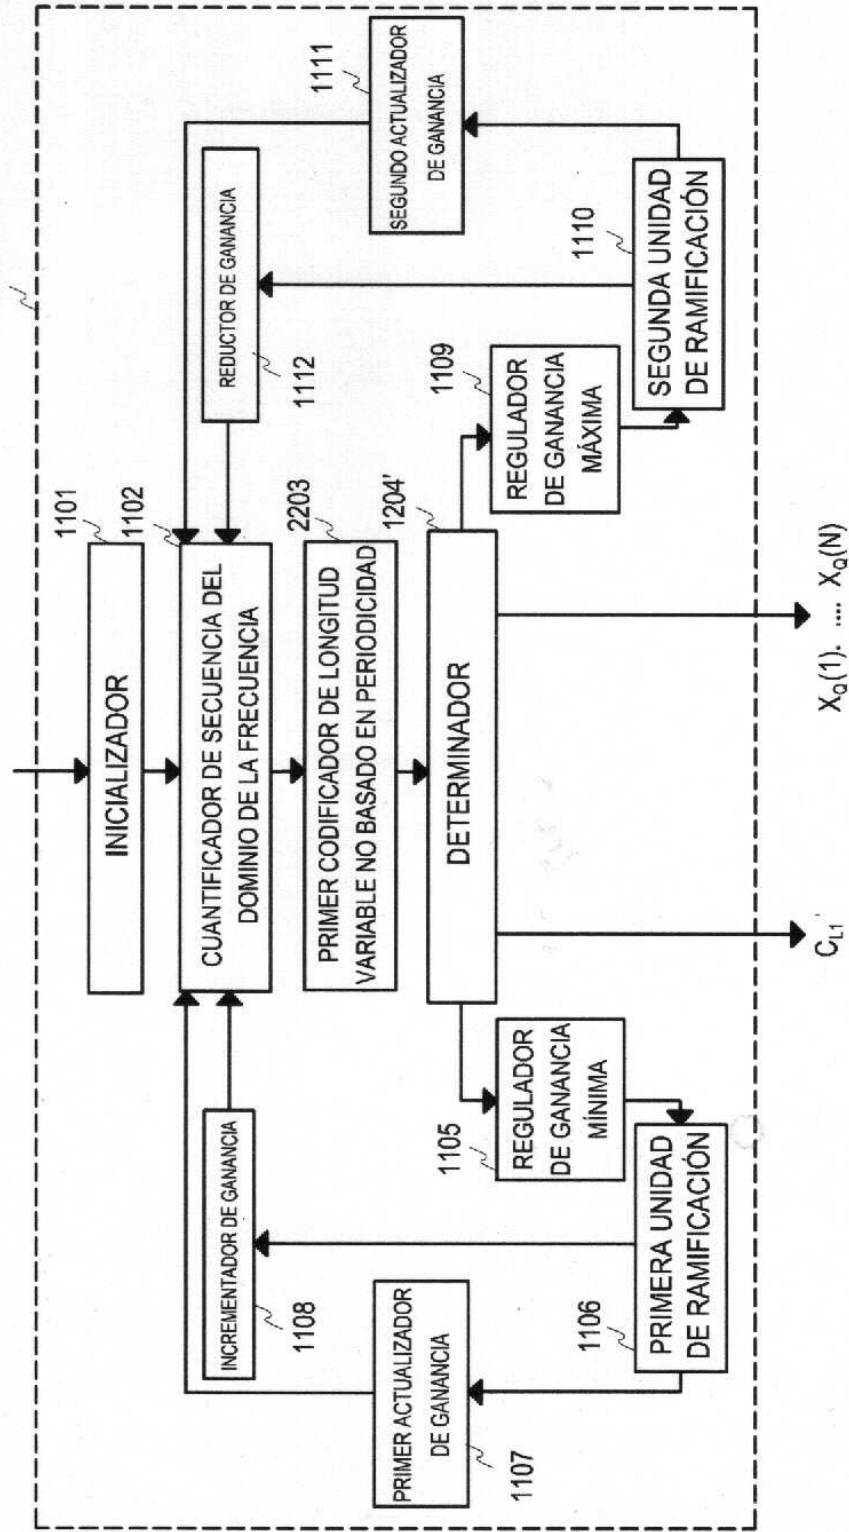 1101
INICIALIZADOR
1102
CUANTIFICADOR DE SECUENCIA DEL
DOMINIO DE LA FRECUENCIA
2203
PRIMER CODIFICADOR DE LONGITUD
VARIABLE NO BASADO EN PERIODICIDAD
1204'
DETERMINADOR
INCREMENTADOR DE GANANCIA
1108
PRIMER ACTUALIZADOR
DE GANANCIA
1107
1105
REGULADOR
DE GANANCIA
MÍNIMA
1106
PRIMERA UNIDAD
DE RAMIFICACIÓN
REDUCTOR DE GANANCIA
1112
1111
SEGUNDO ACTUALIZADOR
DE GANANCIA
1109
REGULADOR
DE GANANCIA
MÁXIMA
1110
SEGUNDA UNIDAD
DE RAMIFICACIÓN
C_L1'
X_Q(1). .... X_Q(N)